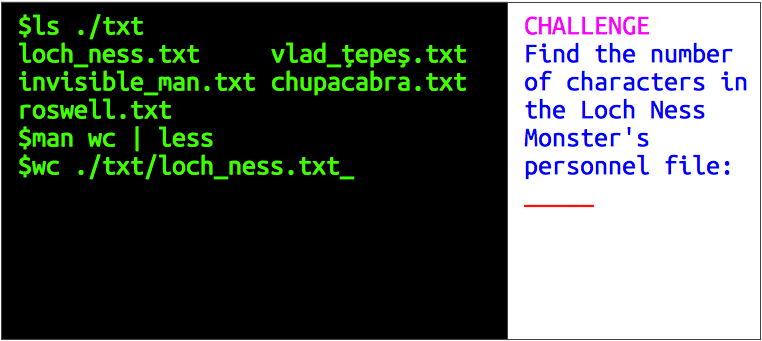 $ls ./txt
loch_ness.txt     vlad_ţepeş.txt
invisible_man.txt chupacabra.txt
roswell.txt
$man wc | less
$wc ./txt/loch_ness.txt_
CHALLENGE
Find the number
of characters in
the Loch Ness
Monster's
personnel file:
_____